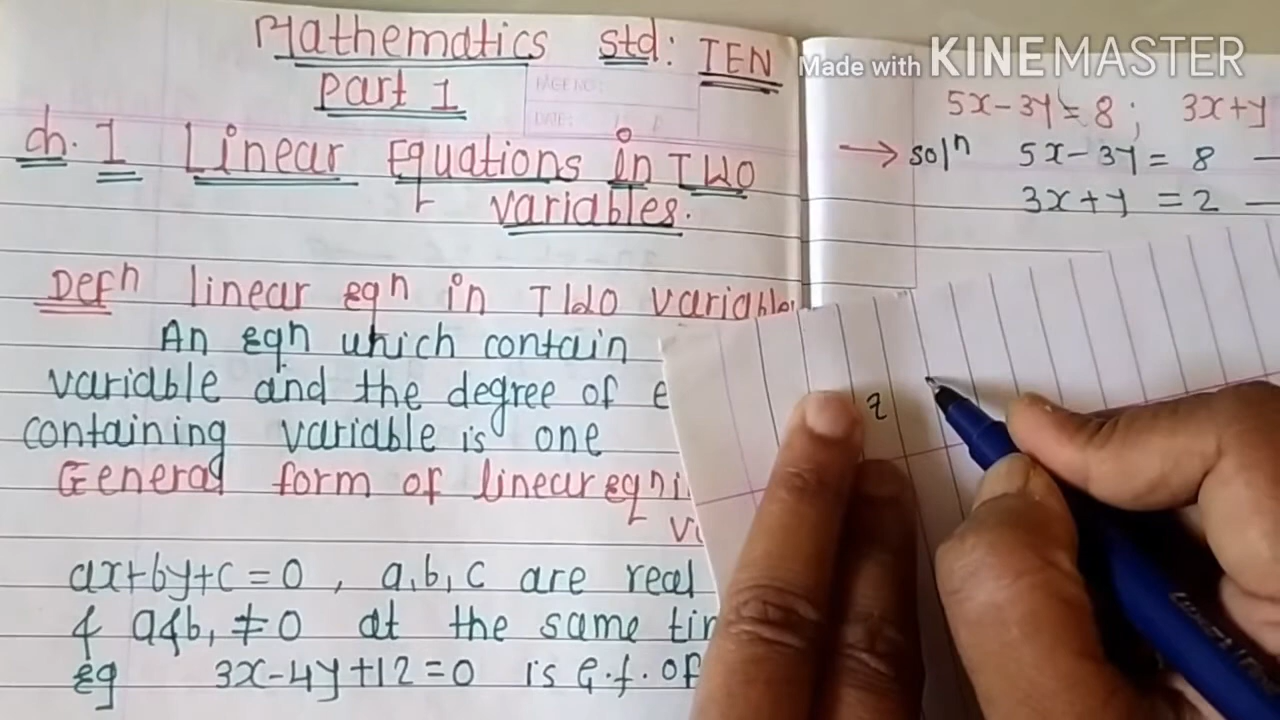 Mathematics std: TEN
Part 1
PAGE NO:
DATE:
ch. 1 Linear Equations in TWO
variables.
Defn linear eqn in TWO variable
An eqn which contain
variable and the degree of
containing variable is one
General form of linear eqn
ax+by+c=0, a,b,c are real
& a&b, ≠0 at the same
eg 3x-4y+12=0 is G.f. of
Made with KINEMASTER
5x-3y=8; 3x+y
→ soln 5x-3y=8 —
3x+y=2 —
z